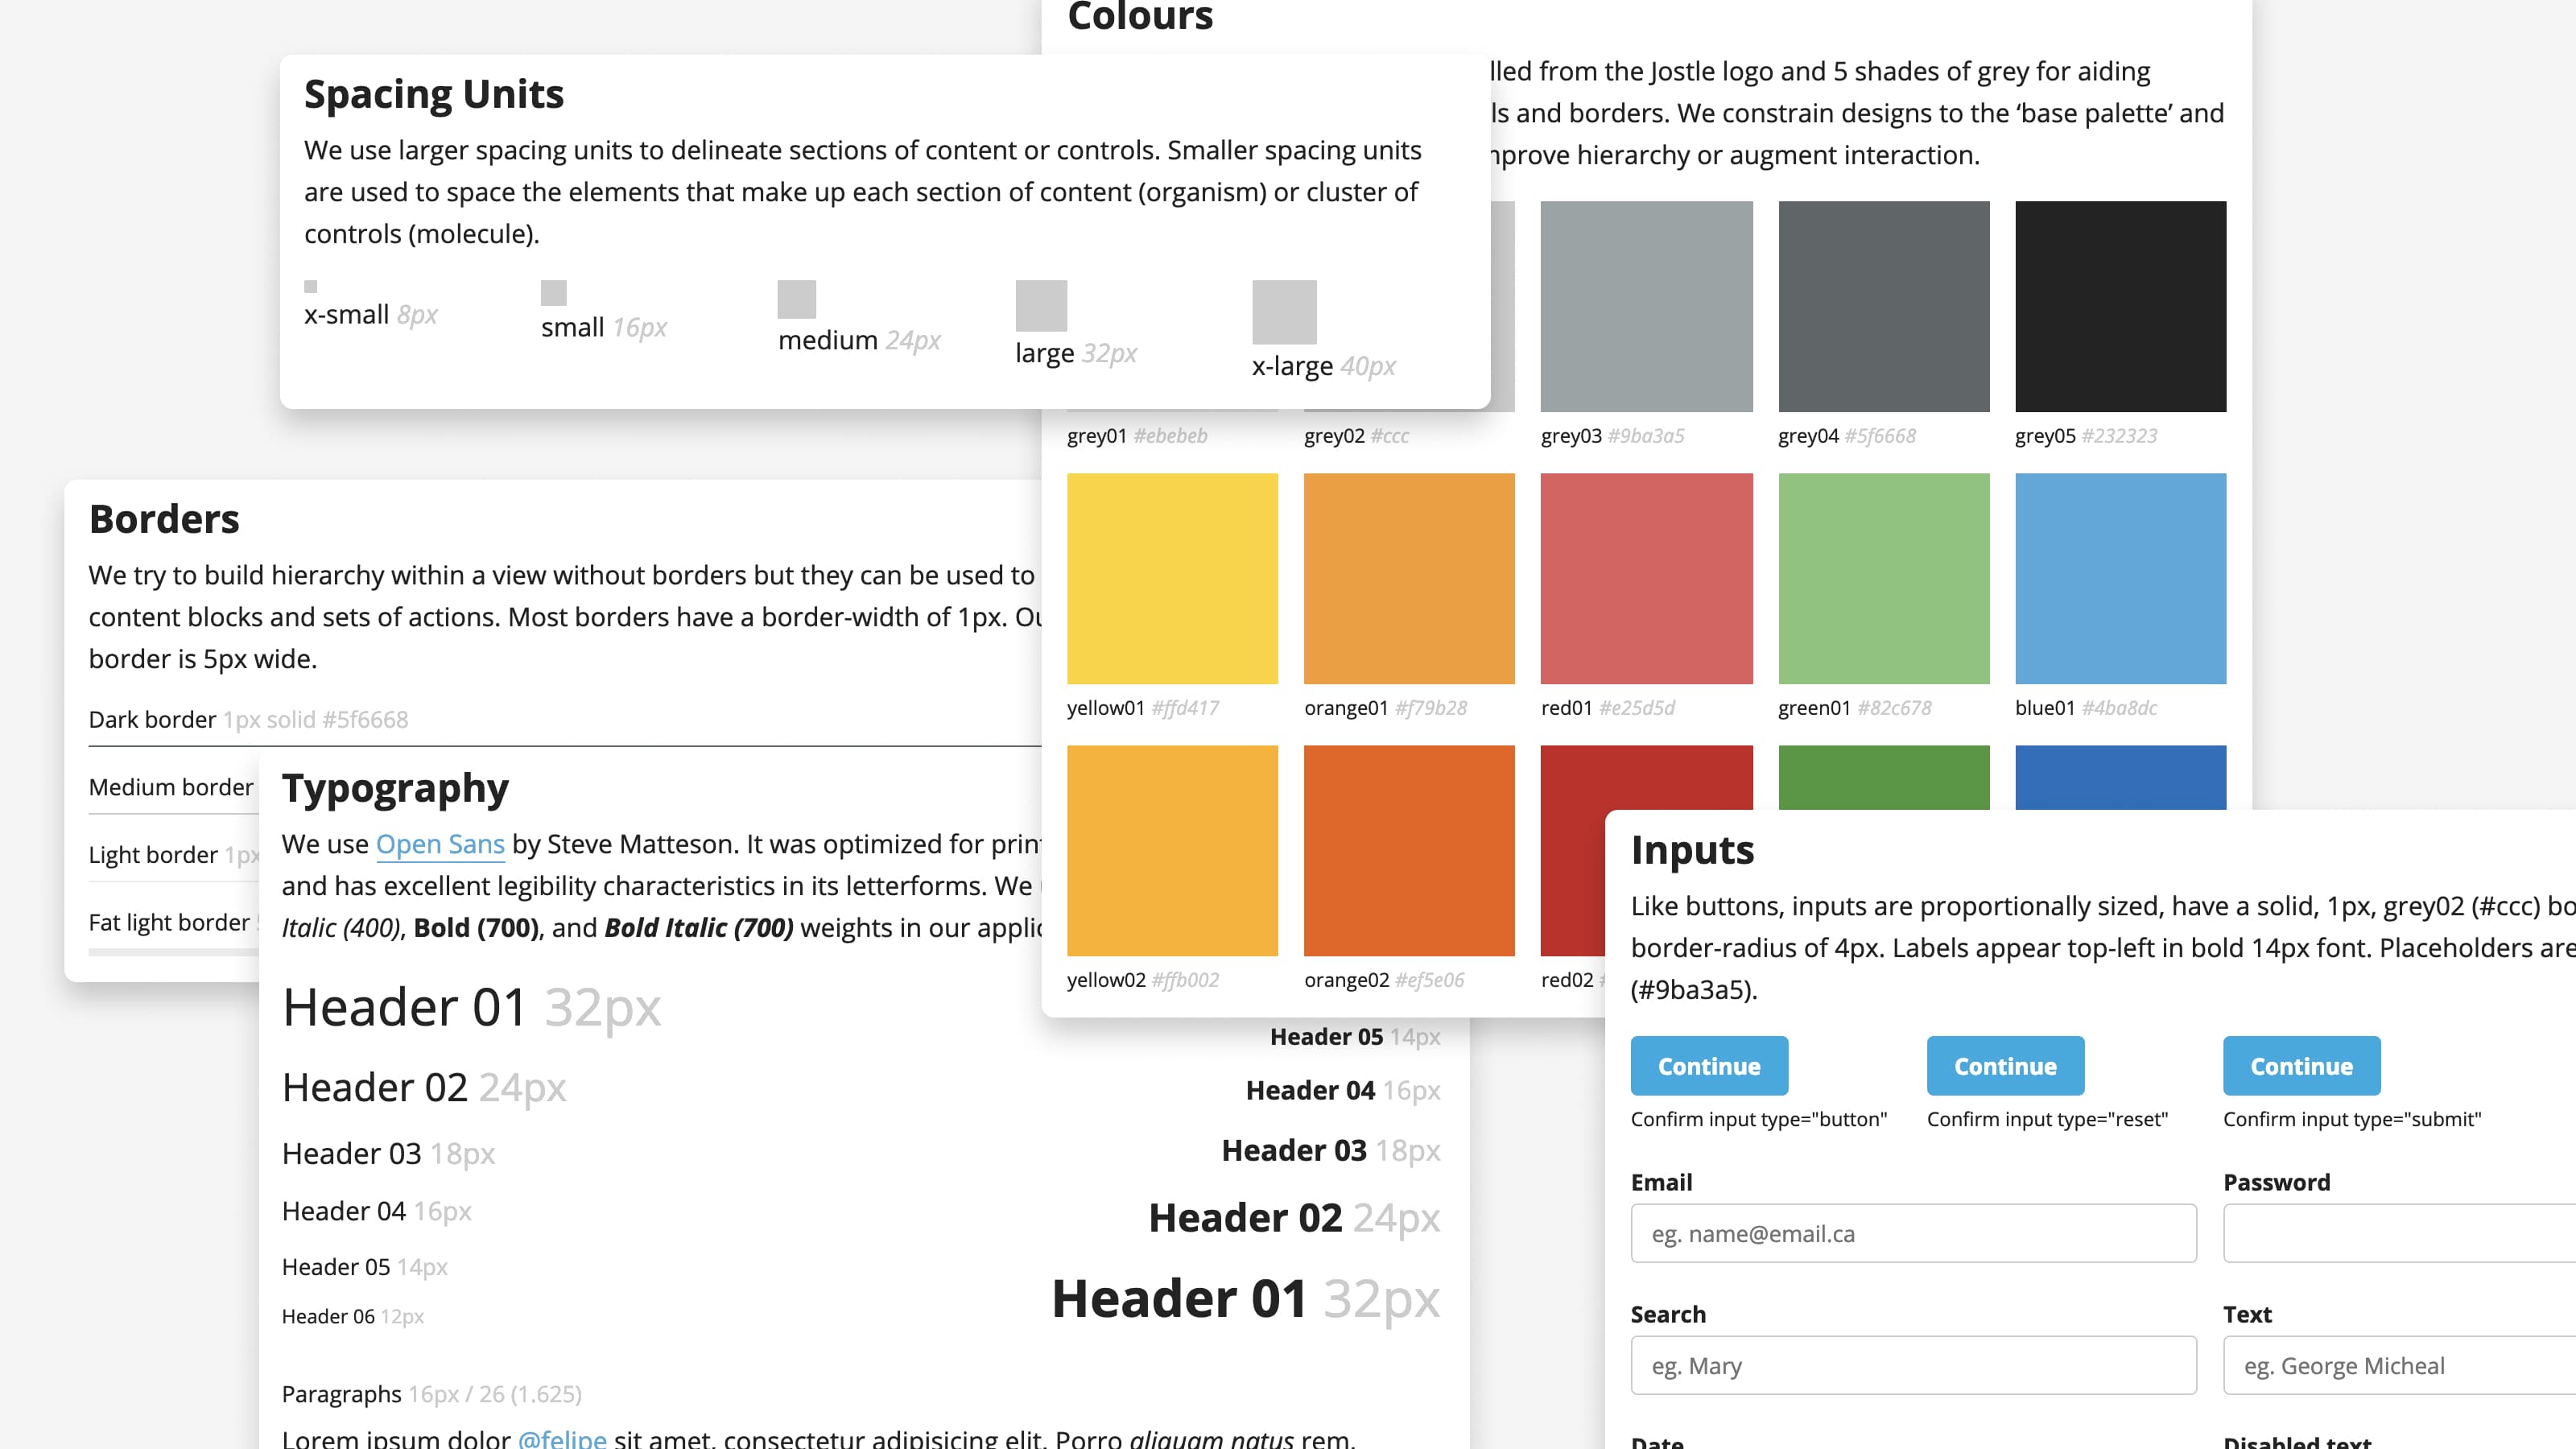 Colours
lled from the Jostle logo and 5 shades of grey for aiding
ls and borders. We constrain designs to the ‘base palette’ and
nprove hierarchy or augment interaction.
Spacing Units
We use larger spacing units to delineate sections of content or controls. Smaller spacing units
are used to space the elements that make up each section of content (organism) or cluster of
controls (molecule).
x-small 8px
small 16px
medium 24px
large 32px
x-large 40px
grey01 #ebebeb
grey02 #ccc
grey03 #9ba3a5
grey04 #5f6668
grey05 #232323
yellow01 #ffd417
orange01 #f79b28
red01 #e25d5d
green01 #82c678
blue01 #4ba8dc
yellow02 #ffb002
orange02 #ef5e06
red02
Borders
We try to build hierarchy within a view without borders but they can be used to
content blocks and sets of actions. Most borders have a border-width of 1px.
border is 5px wide.
Dark border 1px solid #5f6668
Medium border
Light border 1px
Fat light border
Typography
We use Open Sans by Steve Matteson. It was optimized for prin
and has excellent legibility characteristics in its letterforms. We
Italic (400), Bold (700), and Bold Italic (700) weights in our applic
Header 01 32px
Header 02 24px
Header 03 18px
Header 04 16px
Header 05 14px
Header 06 12px
Header 05 14px
Header 04 16px
Header 03 18px
Header 02 24px
Header 01 32px
Paragraphs 16px / 26 (1.625)
Lorem ipsum dolor @felipe sit amet, consectetur adipisicing elit. Porro aliquam natus rem,
Inputs
Like buttons, inputs are proportionally sized, have a solid, 1px, grey02 (#ccc) bo
border-radius of 4px. Labels appear top-left in bold 14px font. Placeholders are
(#9ba3a5).
Continue
Continue
Continue
Confirm input type="button"
Confirm input type="reset"
Confirm input type="submit"
Email
Password
eg. name@email.ca
Search
Text
eg. Mary
eg. George Micheal
Date
Disabled text